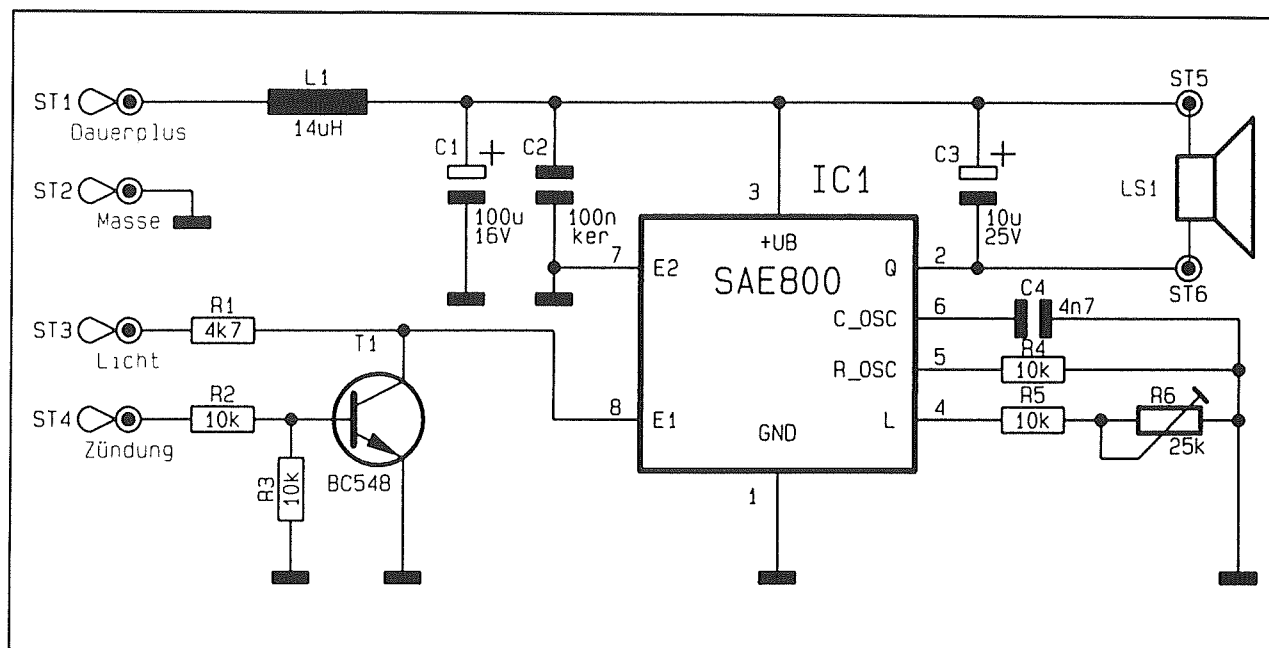 ST1
Dauerplus
L1
14uH
ST2
Masse
C1
+
100u
16V
C2
100n
ker
7
3
IC1
+UB
SAE800
E2
Q
C_OSC
R_OSC
E1
L
GND
8
1
2
6
5
4
C3
+
10u
25V
ST5
LS1
ST6
C4
4n7
R4
10k
R5
10k
R6
25k
ST3
Licht
R1
4k7
T1
BC548
ST4
Zündung
R2
10k
R3
10k